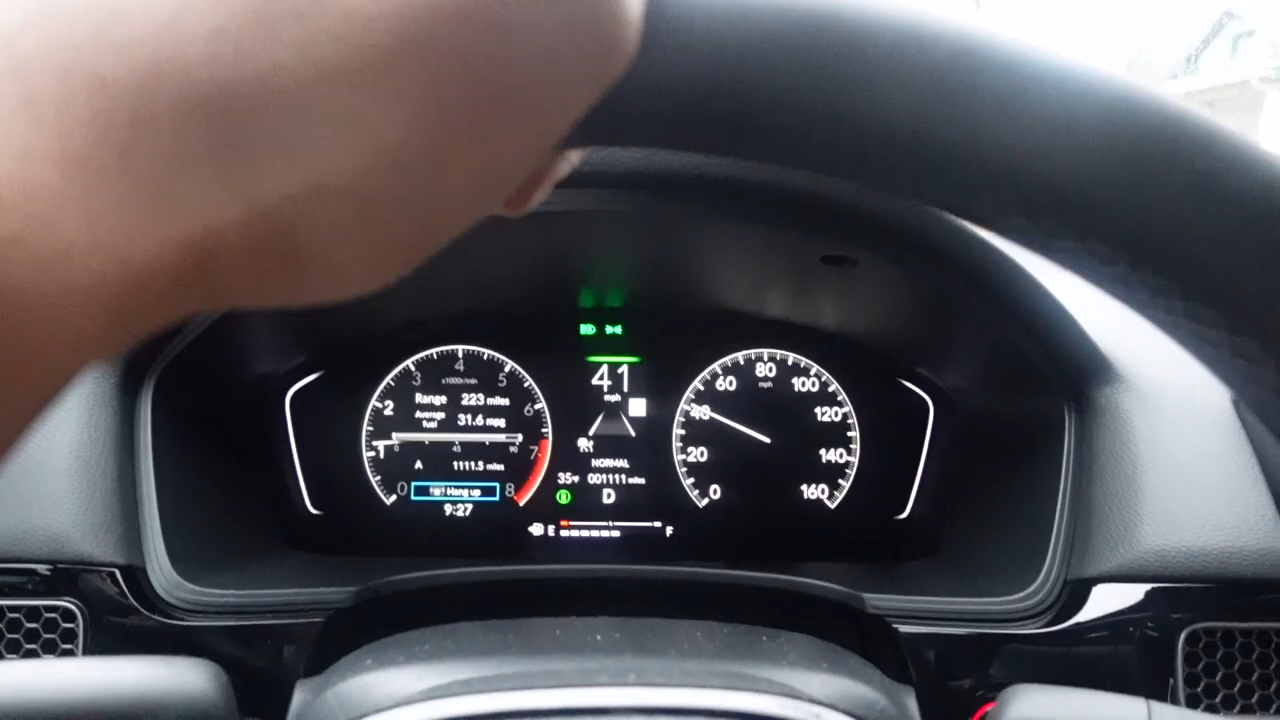 4
3 5
x1000r/min
2 Range 223 miles 6
Average
fuel 31.6 mpg
0 45 90
1 7
A 1111.5 miles
0 Hang up 8
9:27
41
mph
NORMAL
35°F 001111 miles
D
E F
80
60 mph 100
40 120
20 140
0 160